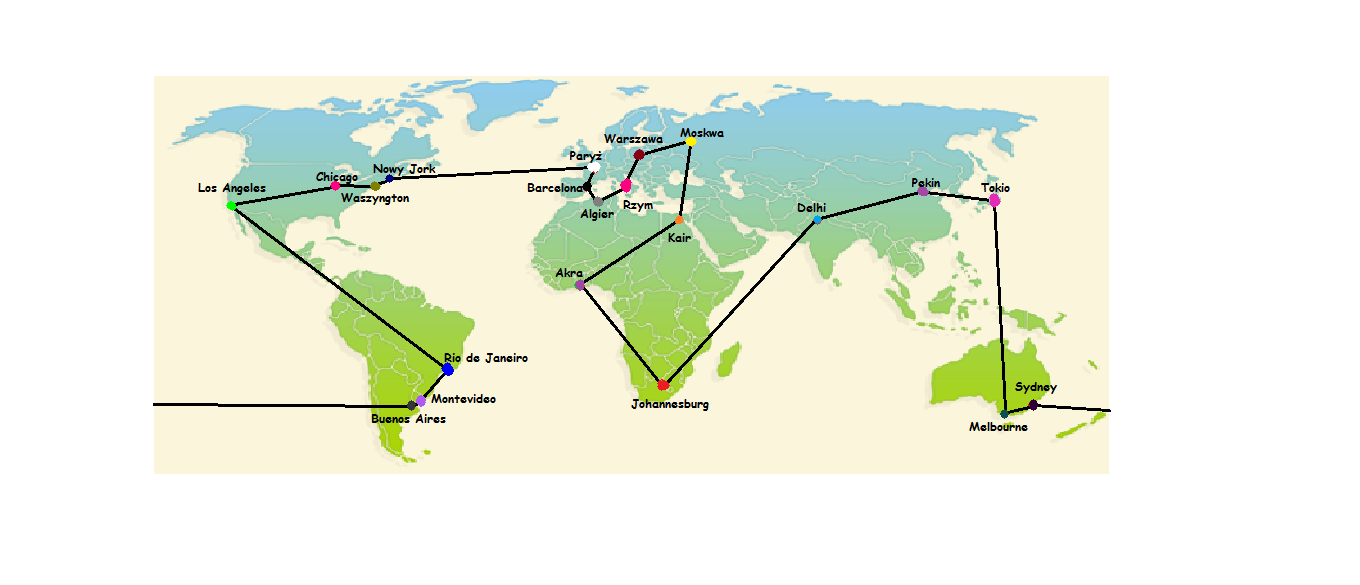 Moskwa
Warszawa
Paryż
Nowy Jork
Chicago
Pekin
Los Angeles
Barcelona
Tokio
Waszyngton
Rzym
Delhi
Algier
Kair
Akra
Rio de Janeiro
Sydney
Montevideo
Johannesburg
Buenos Aires
Melbourne